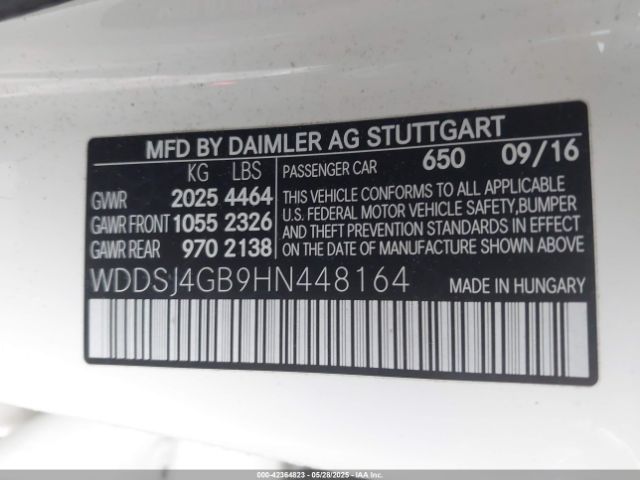 MFD BY DAIMLER AG STUTTGART
KG LBS PASSENGER CAR 650 09/16
GVWR 2025 4464
GAWR FRONT 1055 2326
GAWR REAR 970 2138
THIS VEHICLE CONFORMS TO ALL APPLICABLE
U.S. FEDERAL MOTOR VEHICLE SAFETY,BUMPER
AND THEFT PREVENTION STANDARDS IN EFFECT
ON THE DATE OF MANUFACTURE SHOWN ABOVE
WDDSJ4GB9HN448164 MADE IN HUNGARY
000-42364823 | 05/28/2025 - IAAI.COM